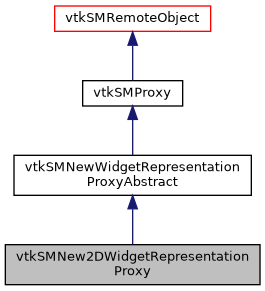 vtkSMRemoteObject
vtkSMProxy
vtkSMNewWidgetRepresentation
ProxyAbstract
vtkSMNew2DWidgetRepresentation
Proxy